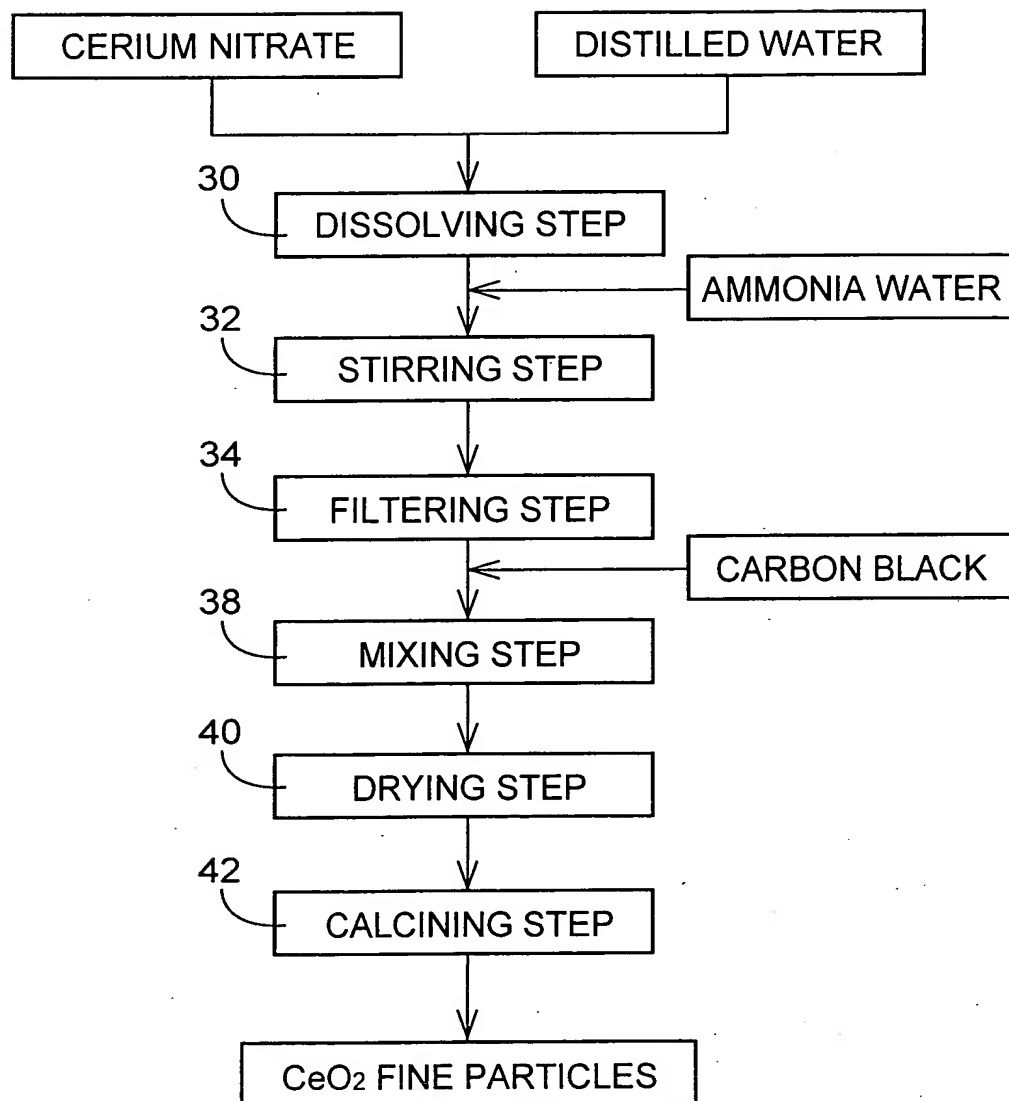 CERIUM NITRATE
DISTILLED WATER
30
DISSOLVING STEP
AMMONIA WATER
32
STIRRING STEP
34
FILTERING STEP
CARBON BLACK
38
MIXING STEP
40
DRYING STEP
42
CALCINING STEP
CeO2 FINE PARTICLES